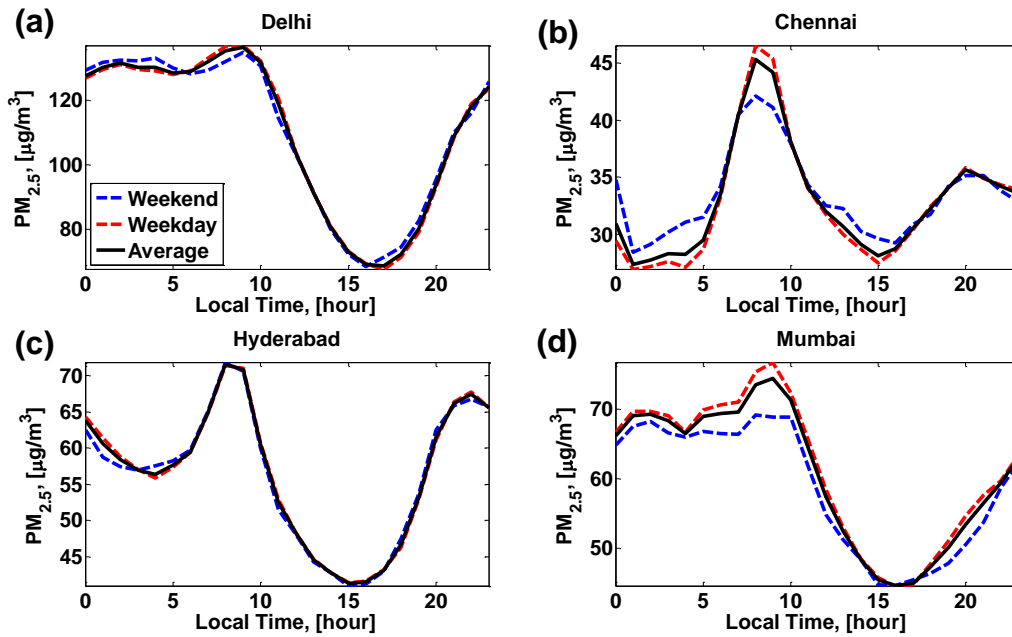 (a)
Delhi
PM2.5, [μg/m3]
120
100
80
Weekend
Weekday
Average
0 5 10 15 20
Local Time, [hour]
(b)
Chennai
PM2.5, [μg/m3]
45
40
35
30
0 5 10 15 20
Local Time, [hour]
(c)
Hyderabad
PM2.5, [μg/m3]
70
65
60
55
50
45
0 5 10 15 20
Local Time, [hour]
(d)
Mumbai
PM2.5, [μg/m3]
70
60
50
0 5 10 15 20
Local Time, [hour]